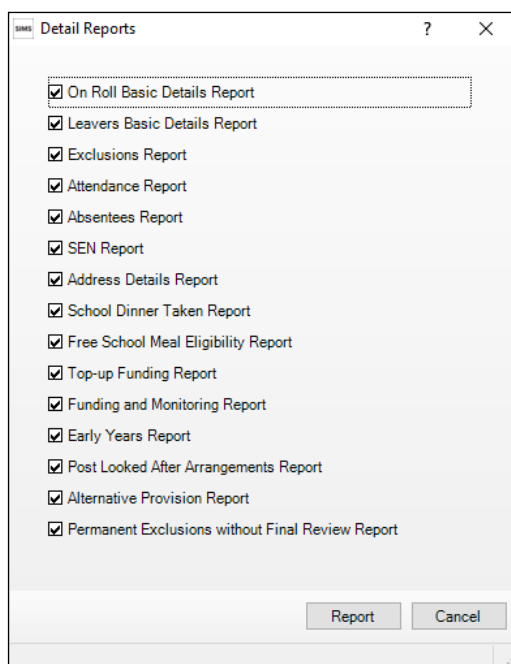 SIMS Detail Reports ?
On Roll Basic Details Report
Leavers Basic Details Report
Exclusions Report
Attendance Report
Absentees Report
SEN Report
Address Details Report
School Dinner Taken Report
Free School Meal Eligibility Report
Top-up Funding Report
Funding and Monitoring Report
Early Years Report
Post Looked After Arrangements Report
Alternative Provision Report
Permanent Exclusions without Final Review Report
Report Cancel